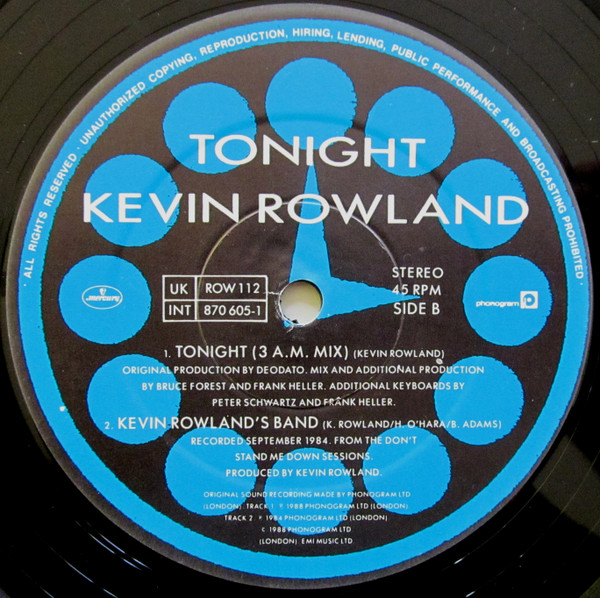 · ALL RIGHTS RESERVED · UNAUTHORIZED COPYING, REPRODUCTION, HIRING, LENDING, PUBLIC PERFORMANCE AND BROADCASTING PROHIBITED ·
TONIGHT
KEVIN ROWLAND
mercury
UK ROW 112
INT 870 605-1
STEREO
45 RPM
SIDE B
phonogram p
1. TONIGHT (3 A.M. MIX) (KEVIN ROWLAND)
ORIGINAL PRODUCTION BY DEODATO. MIX AND ADDITIONAL PRODUCTION
BY BRUCE FOREST AND FRANK HELLER. ADDITIONAL KEYBOARDS BY
PETER SCHWARTZ AND FRANK HELLER.
2. KEVIN ROWLAND'S BAND (K. ROWLAND/H. O'HARA/B. ADAMS)
RECORDED SEPTEMBER 1984. FROM THE DON'T
STAND ME DOWN SESSIONS.
PRODUCED BY KEVIN ROWLAND.
ORIGINAL SOUND RECORDING MADE BY PHONOGRAM LTD
(LONDON). TRACK 1 ℗ 1988 PHONOGRAM LTD (LONDON)
TRACK 2 ℗ 1984 PHONOGRAM LTD (LONDON)
© 1988 PHONOGRAM LTD
(LONDON). EMI MUSIC LTD